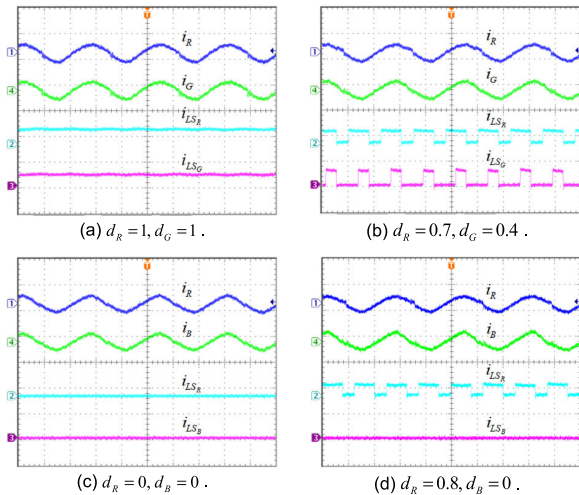 T T
1 i_R 1 i_R
4 i_G 4 i_G
i_{LS_R} i_{LS_R}
2 2
i_{LS_G} i_{LS_G}
3 3
(a) d_R = 1, d_G = 1 . (b) d_R = 0.7, d_G = 0.4 .
T T
1 i_R 1 i_R
4 i_B 4 i_B
i_{LS_R} i_{LS_R}
2 2
i_{LS_B} i_{LS_B}
3 3
(c) d_R = 0, d_B = 0 . (d) d_R = 0.8, d_B = 0 .